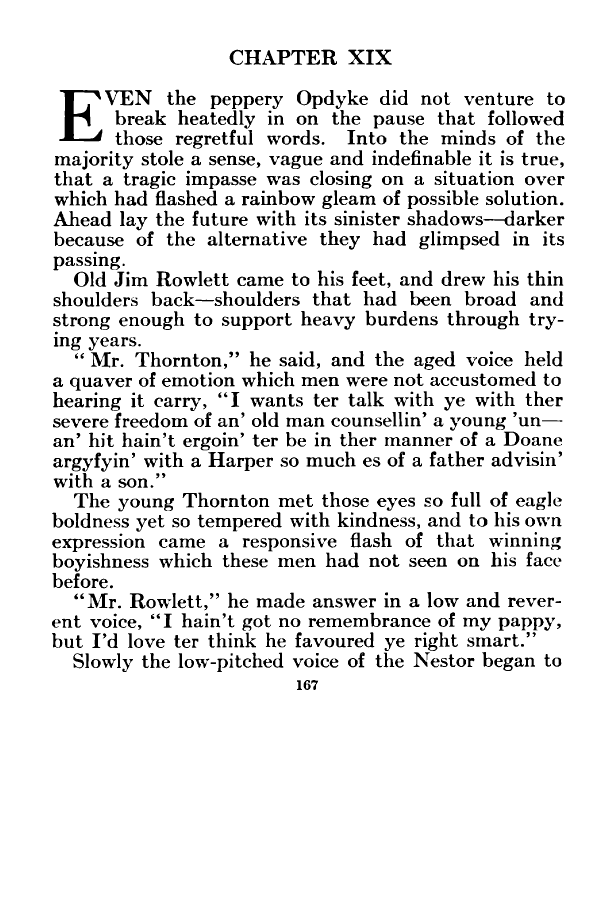 CHAPTER XIX
EVEN the peppery Opdyke did not venture to
break heatedly in on the pause that followed
those regretful words. Into the minds of the
majority stole a sense, vague and indefinable it is true,
that a tragic impasse was closing on a situation over
which had flashed a rainbow gleam of possible solution.
Ahead lay the future with its sinister shadows—darker
because of the alternative they had glimpsed in its
passing.
Old Jim Rowlett came to his feet, and drew his thin
shoulders back—shoulders that had been broad and
strong enough to support heavy burdens through try-
ing years.
"Mr. Thornton," he said, and the aged voice held
a quaver of emotion which men were not accustomed to
hearing it carry, "I wants ter talk with ye with ther
severe freedom of an' old man counsellin' a young 'un—
an' hit hain't ergoin' ter be in ther manner of a Doane
argyfyin' with a Harper so much es of a father advisin'
with a son."
The young Thornton met those eyes so full of eagle
boldness yet so tempered with kindness, and to his own
expression came a responsive flash of that winning
boyishness which these men had not seen on his face
before.
"Mr. Rowlett," he made answer in a low and rever-
ent voice, "I hain't got no remembrance of my pappy,
but I'd love ter think he favoured ye right smart."
Slowly the low-pitched voice of the Nestor began to
167